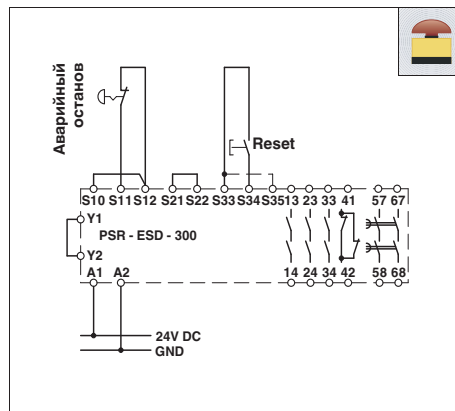 Аварийный
останов
Reset
S10 S11 S12 S21 S22 S33 S34 S35 13 23 33 41 57 67
Y1
PSR - ESD - 300
Y2
A1 A2 14 24 34 42 58 68
24V DC
GND